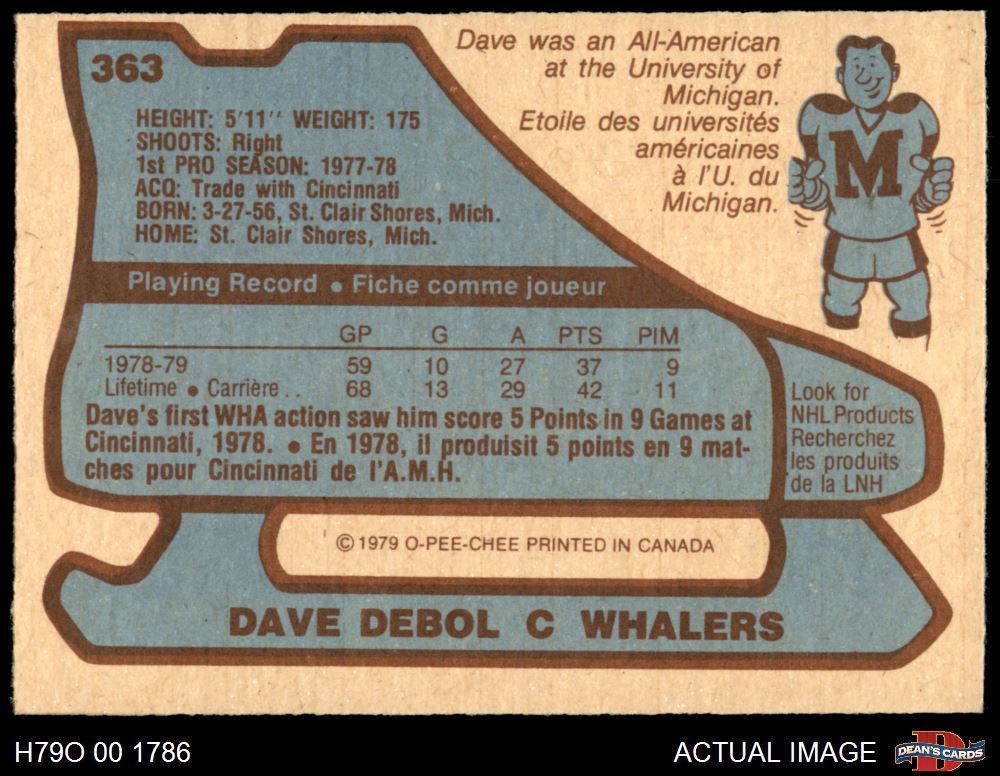 363
Dave was an All-American
at the University of
Michigan.
Etoile des universités
américaines
à l'U. du
Michigan.
M
HEIGHT: 5'11'' WEIGHT: 175
SHOOTS: Right
1st PRO SEASON: 1977-78
ACQ: Trade with Cincinnati
BORN: 3-27-56, St. Clair Shores, Mich.
HOME: St. Clair Shores, Mich.
Playing Record • Fiche comme joueur
GP G A PTS PIM
1978-79 59 10 27 37 9
Lifetime • Carrière . . 68 13 29 42 11
Dave's first WHA action saw him score 5 Points in 9 Games at
Cincinnati, 1978. • En 1978, il produisit 5 points en 9 mat-
ches pour Cincinnati de l'A.M.H.
Look for
NHL Products
Recherchez
les produits
de la LNH
© 1979 O-PEE-CHEE PRINTED IN CANADA
DAVE DEBOL C WHALERS
H79O 00 1786
ACTUAL IMAGE
DEAN'S CARDS